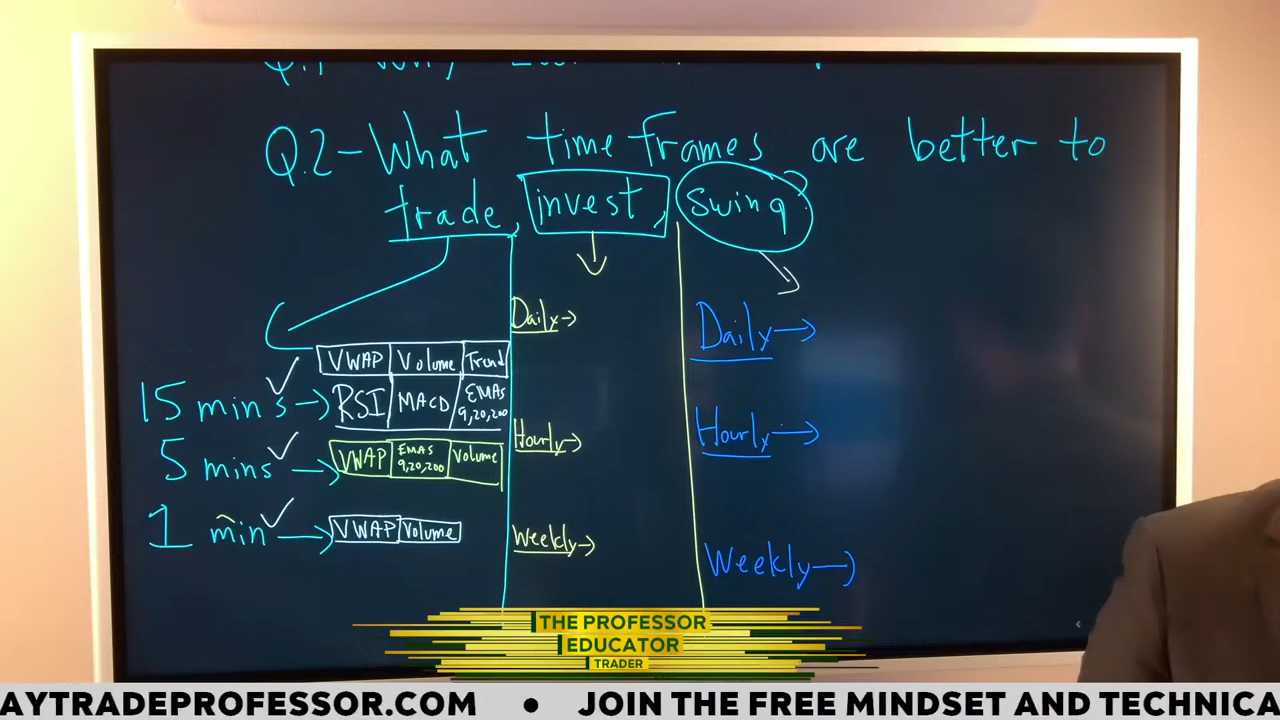 Q.2-What time frames are better to
trade, invest, swing?
Daily→
Daily→
VWAP Volume Trend
15 mins→ RSI MACD EMAs 9,20,200
Hourly→
Hourly→
5 mins→ VWAP EMAS 9,20,200 Volume
1 min→ VWAP Volume
Weekly→
Weekly→
THE PROFESSOR
EDUCATOR
TRADER
AYTRADEPROFESSOR.COM • JOIN THE FREE MINDSET AND TECHNICA